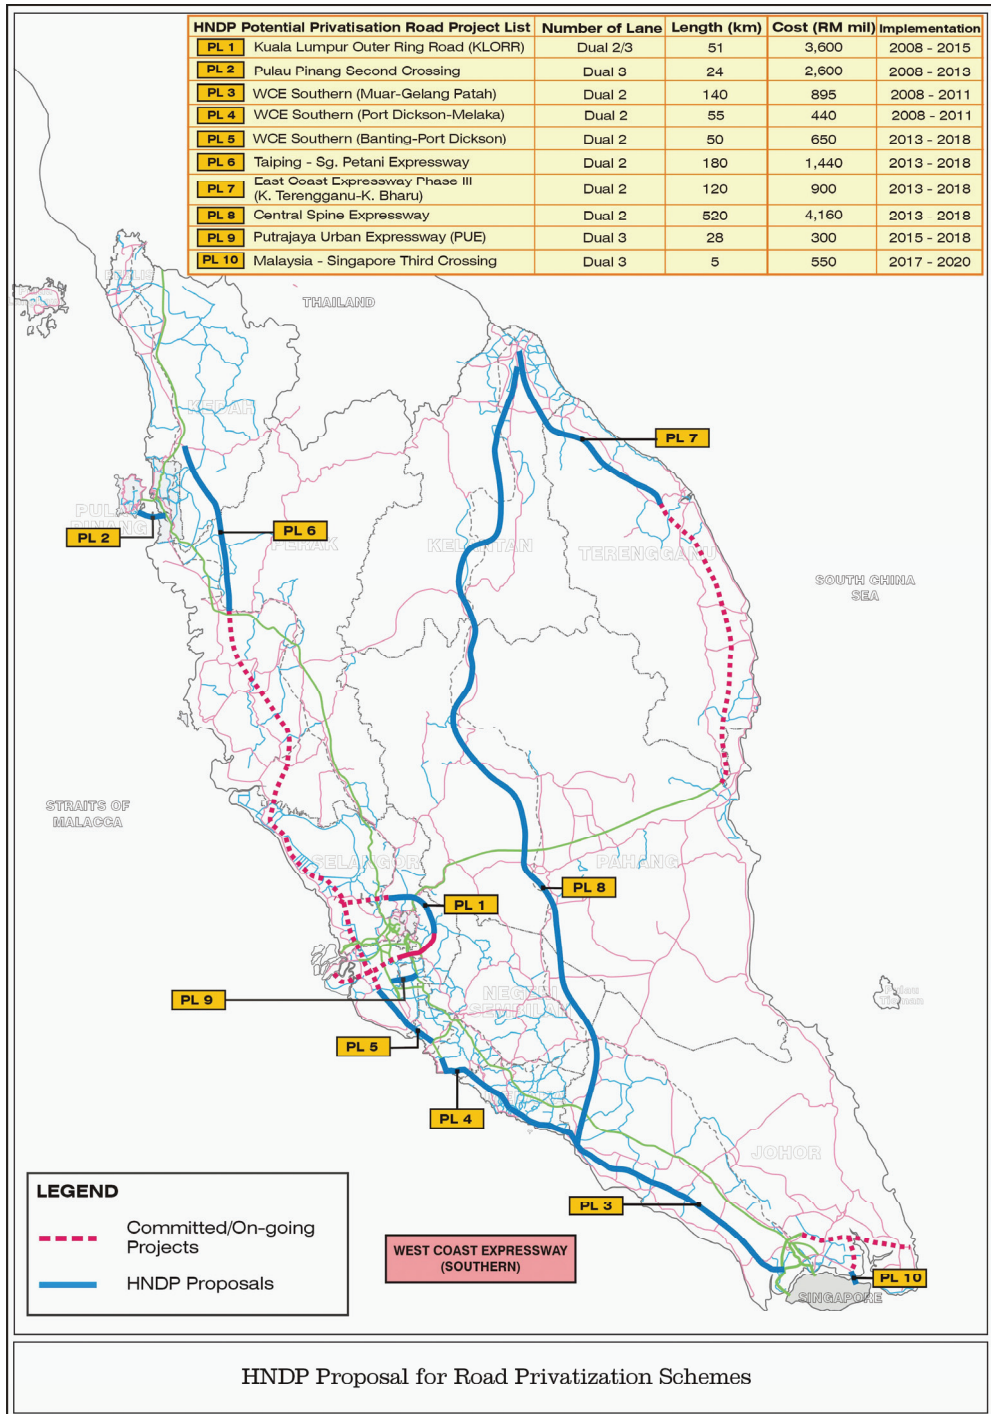 HNDP Potential Privatisation Road Project List Number of Lane Length (km) Cost (RM mil) Implementation
PL 1 Kuala Lumpur Outer Ring Road (KLORR) Dual 2/3 51 3,600 2008 - 2015
PL 2 Pulau Pinang Second Crossing Dual 3 24 2,600 2008 - 2013
PL 3 WCE Southern (Muar-Gelang Patah) Dual 2 140 895 2008 - 2011
PL 4 WCE Southern (Port Dickson-Melaka) Dual 2 55 440 2008 - 2011
PL 5 WCE Southern (Banting-Port Dickson) Dual 2 50 650 2013 - 2018
PL 6 Taiping - Sg. Petani Expressway Dual 2 180 1,440 2013 - 2018
PL 7 East Coast Expressway Phase III
(K. Terengganu-K. Bharu) Dual 2 120 900 2013 - 2018
PL 8 Central Spine Expressway Dual 2 520 4,160 2013 - 2018
PL 9 Putrajaya Urban Expressway (PUE) Dual 3 28 300 2015 - 2018
PL 10 Malaysia - Singapore Third Crossing Dual 3 5 550 2017 - 2020
PERLIS
THAILAND
KEDAH
PL 7
PULAU
PINANG
PL 2
PL 6
PERAK
KELANTAN
TERENGGANU
SOUTH CHINA
SEA
STRAITS OF
MALACCA
SELANGOR
PAHANG
PL 8
PL 1
PL 9
NEGERI
SEMBILAN
Pulau
Tioman
PL 5
PL 4
JOHOR
PL 3
PL 10
SINGAPORE
WEST COAST EXPRESSWAY
(SOUTHERN)
LEGEND
Committed/On-going
Projects
HNDP Proposals
HNDP Proposal for Road Privatization Schemes